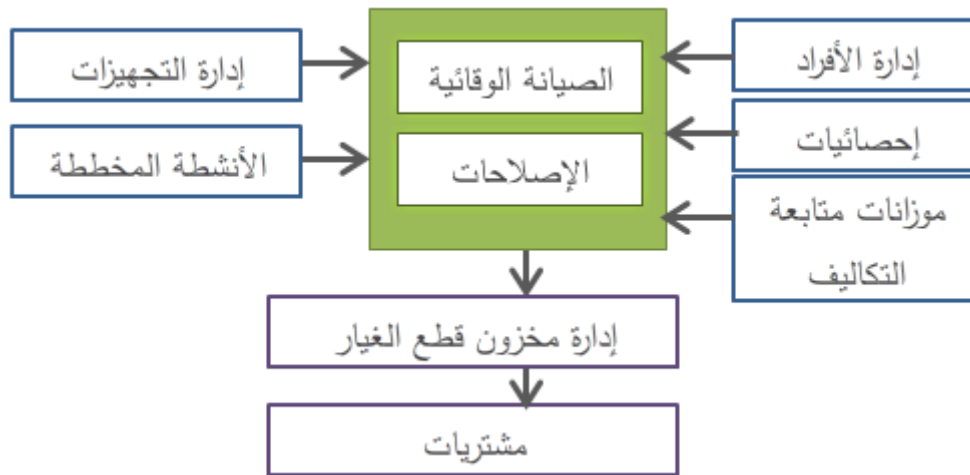 إدارة الأفراد
الصيانة الوقائية
إدارة التجهيزات
إحصائيات
الإصلاحات
الأنشطة المخططة
موزانات متابعة
التكاليف
إدارة مخزون قطع الغيار
مشتريات